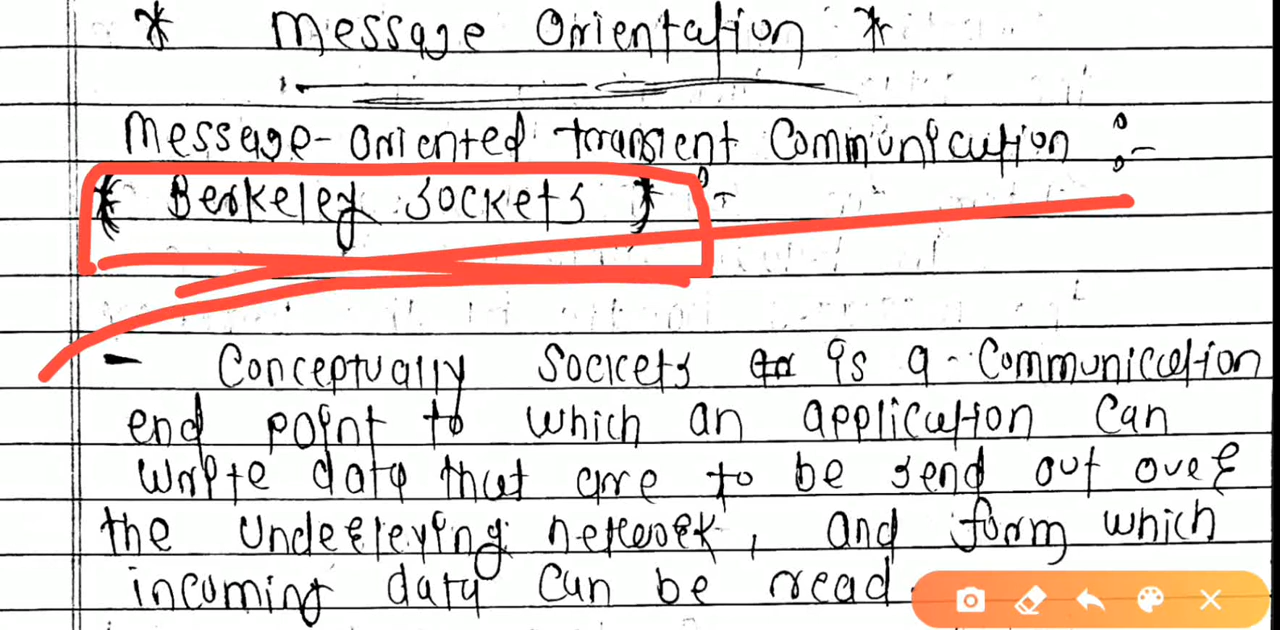 * Message Orientation *
Message-oriented transient Communication :-
* Berkeley Sockets * :-
- Conceptually Sockets is a Communication
end point to which an application can
write data that are to be send out over
the Underlying network, and form which
incoming data can be read